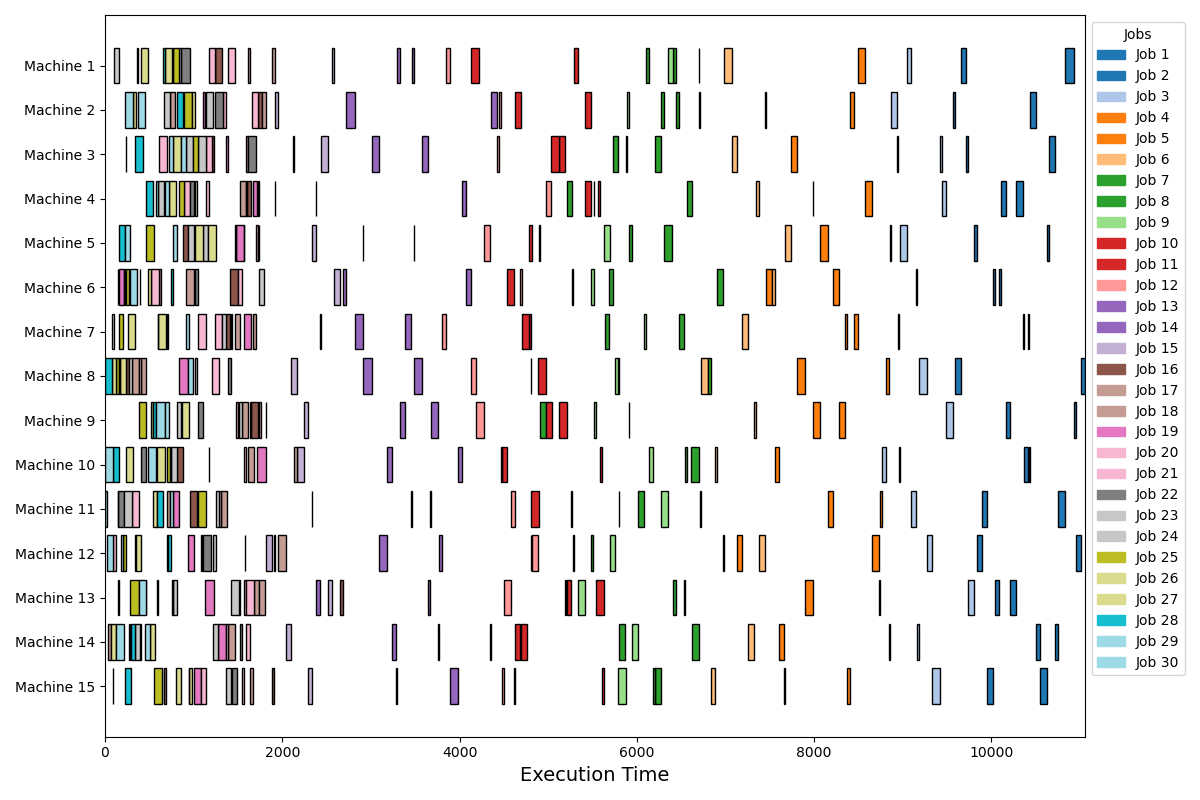 Machine 1
Machine 2
Machine 3
Machine 4
Machine 5
Machine 6
Machine 7
Machine 8
Machine 9
Machine 10
Machine 11
Machine 12
Machine 13
Machine 14
Machine 15
0 2000 4000 6000 8000 10000
Execution Time
Jobs
Job 1
Job 2
Job 3
Job 4
Job 5
Job 6
Job 7
Job 8
Job 9
Job 10
Job 11
Job 12
Job 13
Job 14
Job 15
Job 16
Job 17
Job 18
Job 19
Job 20
Job 21
Job 22
Job 23
Job 24
Job 25
Job 26
Job 27
Job 28
Job 29
Job 30